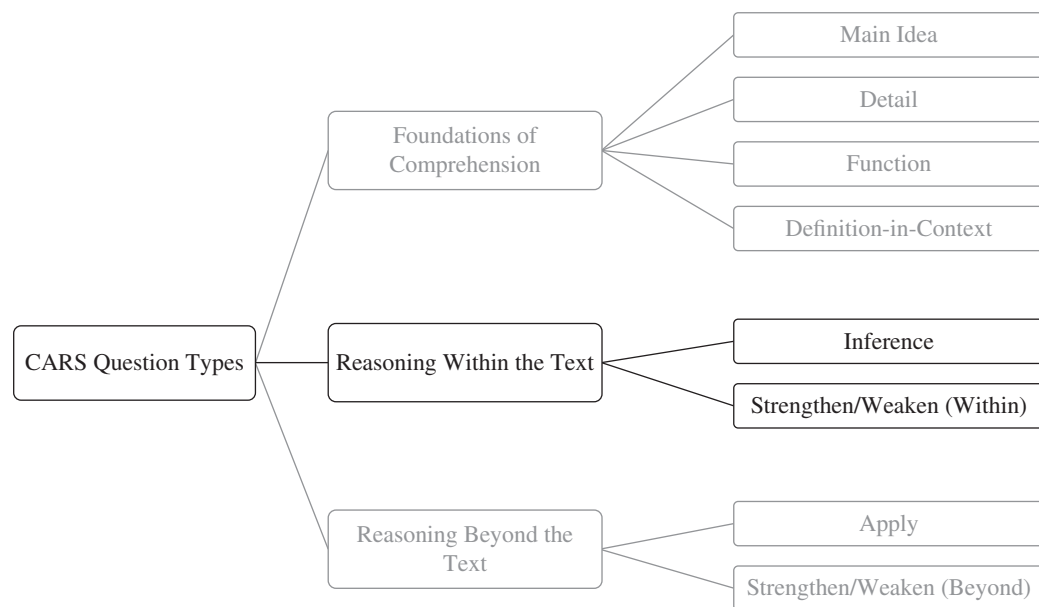 Main Idea
Detail
Foundations of
Comprehension
Function
Definition-in-Context
CARS Question Types
Reasoning Within the Text
Inference
Strengthen/Weaken (Within)
Reasoning Beyond the
Text
Apply
Strengthen/Weaken (Beyond)